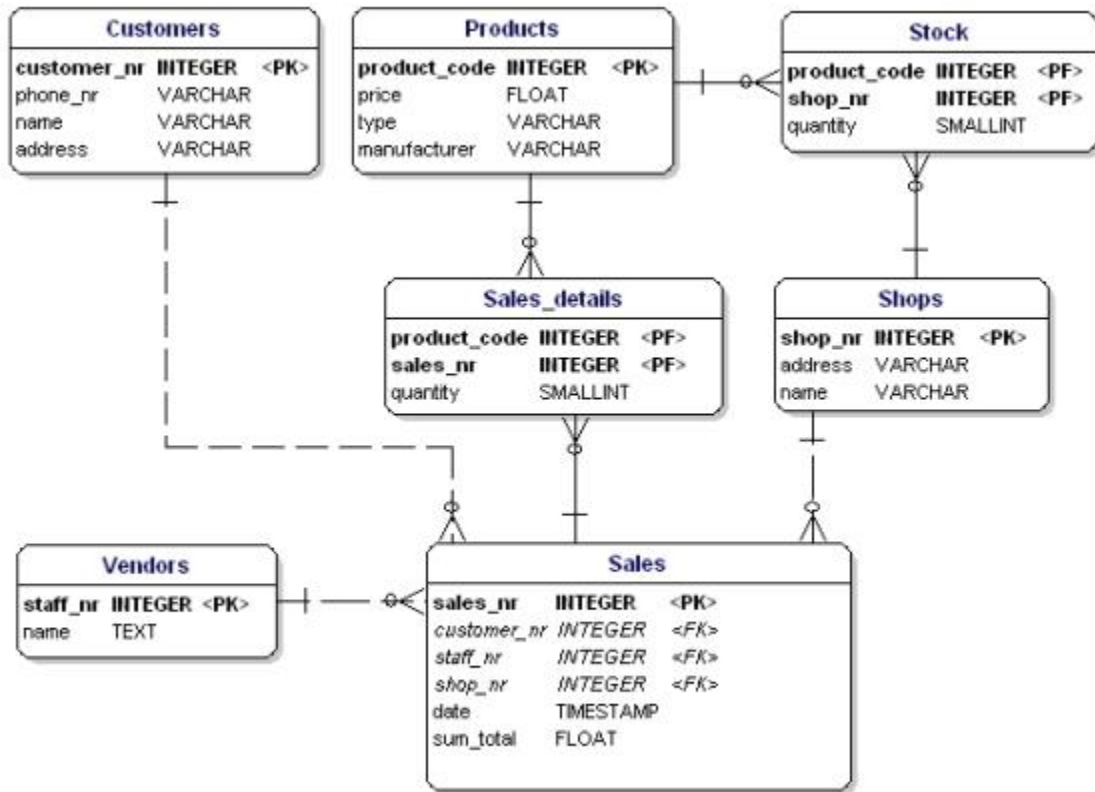 Customers
customer_nr INTEGER <PK>
phone_nr VARCHAR
name VARCHAR
address VARCHAR
Products
product_code INTEGER <PK>
price FLOAT
type VARCHAR
manufacturer VARCHAR
Stock
product_code INTEGER <PF>
shop_nr INTEGER <PF>
quantity SMALLINT
Sales_details
product_code INTEGER <PF>
sales_nr INTEGER <PF>
quantity SMALLINT
Shops
shop_nr INTEGER <PK>
address VARCHAR
name VARCHAR
Vendors
staff_nr INTEGER <PK>
name TEXT
Sales
sales_nr INTEGER <PK>
customer_nr INTEGER <FK>
staff_nr INTEGER <FK>
shop_nr INTEGER <FK>
date TIMESTAMP
sum_total FLOAT